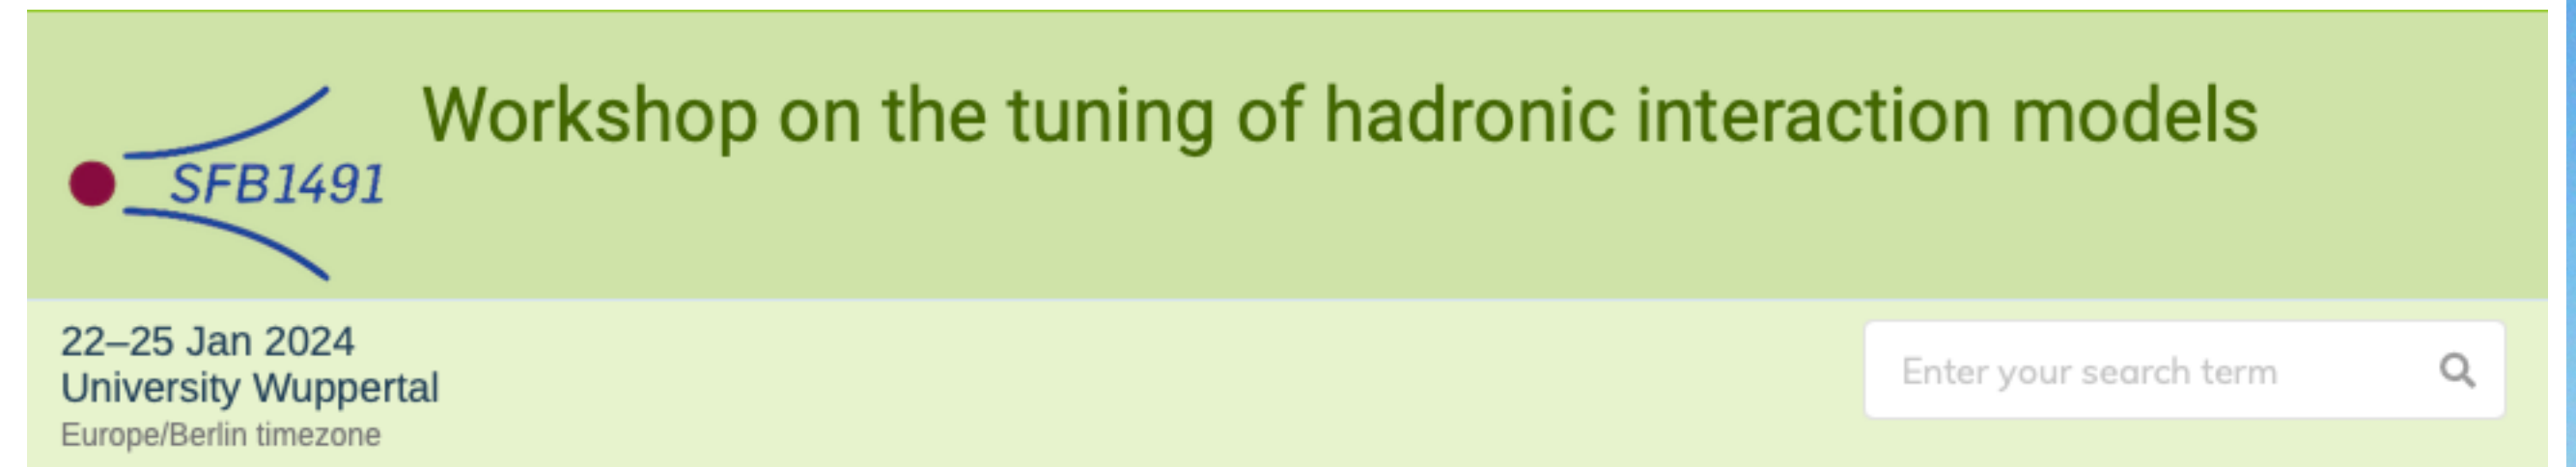 Workshop on the tuning of hadronic interaction models
SFB1491
22–25 Jan 2024
University Wuppertal
Europe/Berlin timezone
Enter your search term